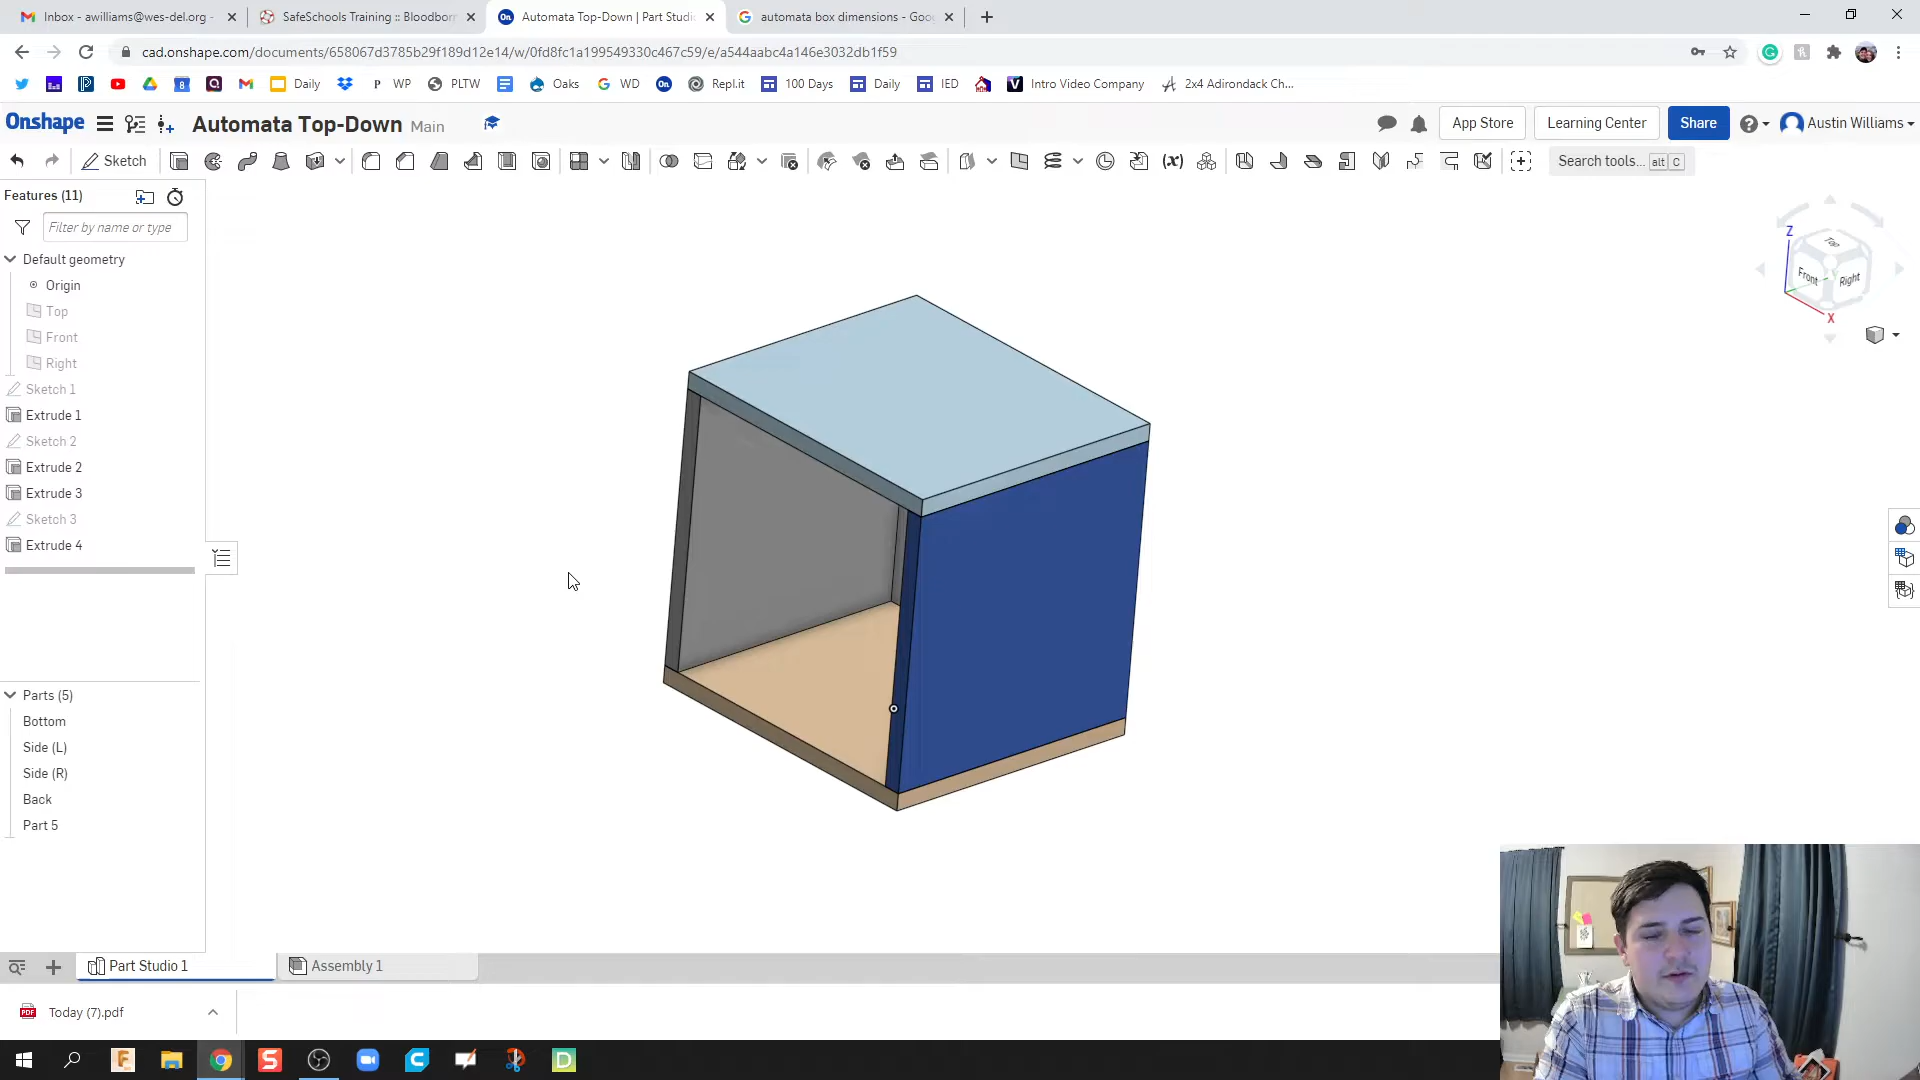 Inbox - awilliams@wes-del.org -
SafeSchools Training :: Bloodborn
Automata Top-Down | Part Studi
automata box dimensions - Goo
cad.onshape.com/documents/658067d3785b29f189d12e14/w/0fd8fc1a199549330c467c59/e/a544aabc4a146e3032db1f59
Daily
WP
PLTW
Oaks
WD
Repl.it
100 Days
Daily
IED
Intro Video Company
2x4 Adirondack Ch...
Onshape
Automata Top-Down Main
App Store
Learning Center
Share
Austin Williams
Sketch
Search tools... alt C
Features (11)
Filter by name or type
Default geometry
Origin
Top
Front
Right
Sketch 1
Extrude 1
Sketch 2
Extrude 2
Extrude 3
Sketch 3
Extrude 4
Parts (5)
Bottom
Side (L)
Side (R)
Back
Part 5
Z
Top
Front
Right
X
Part Studio 1
Assembly 1
Today (7).pdf